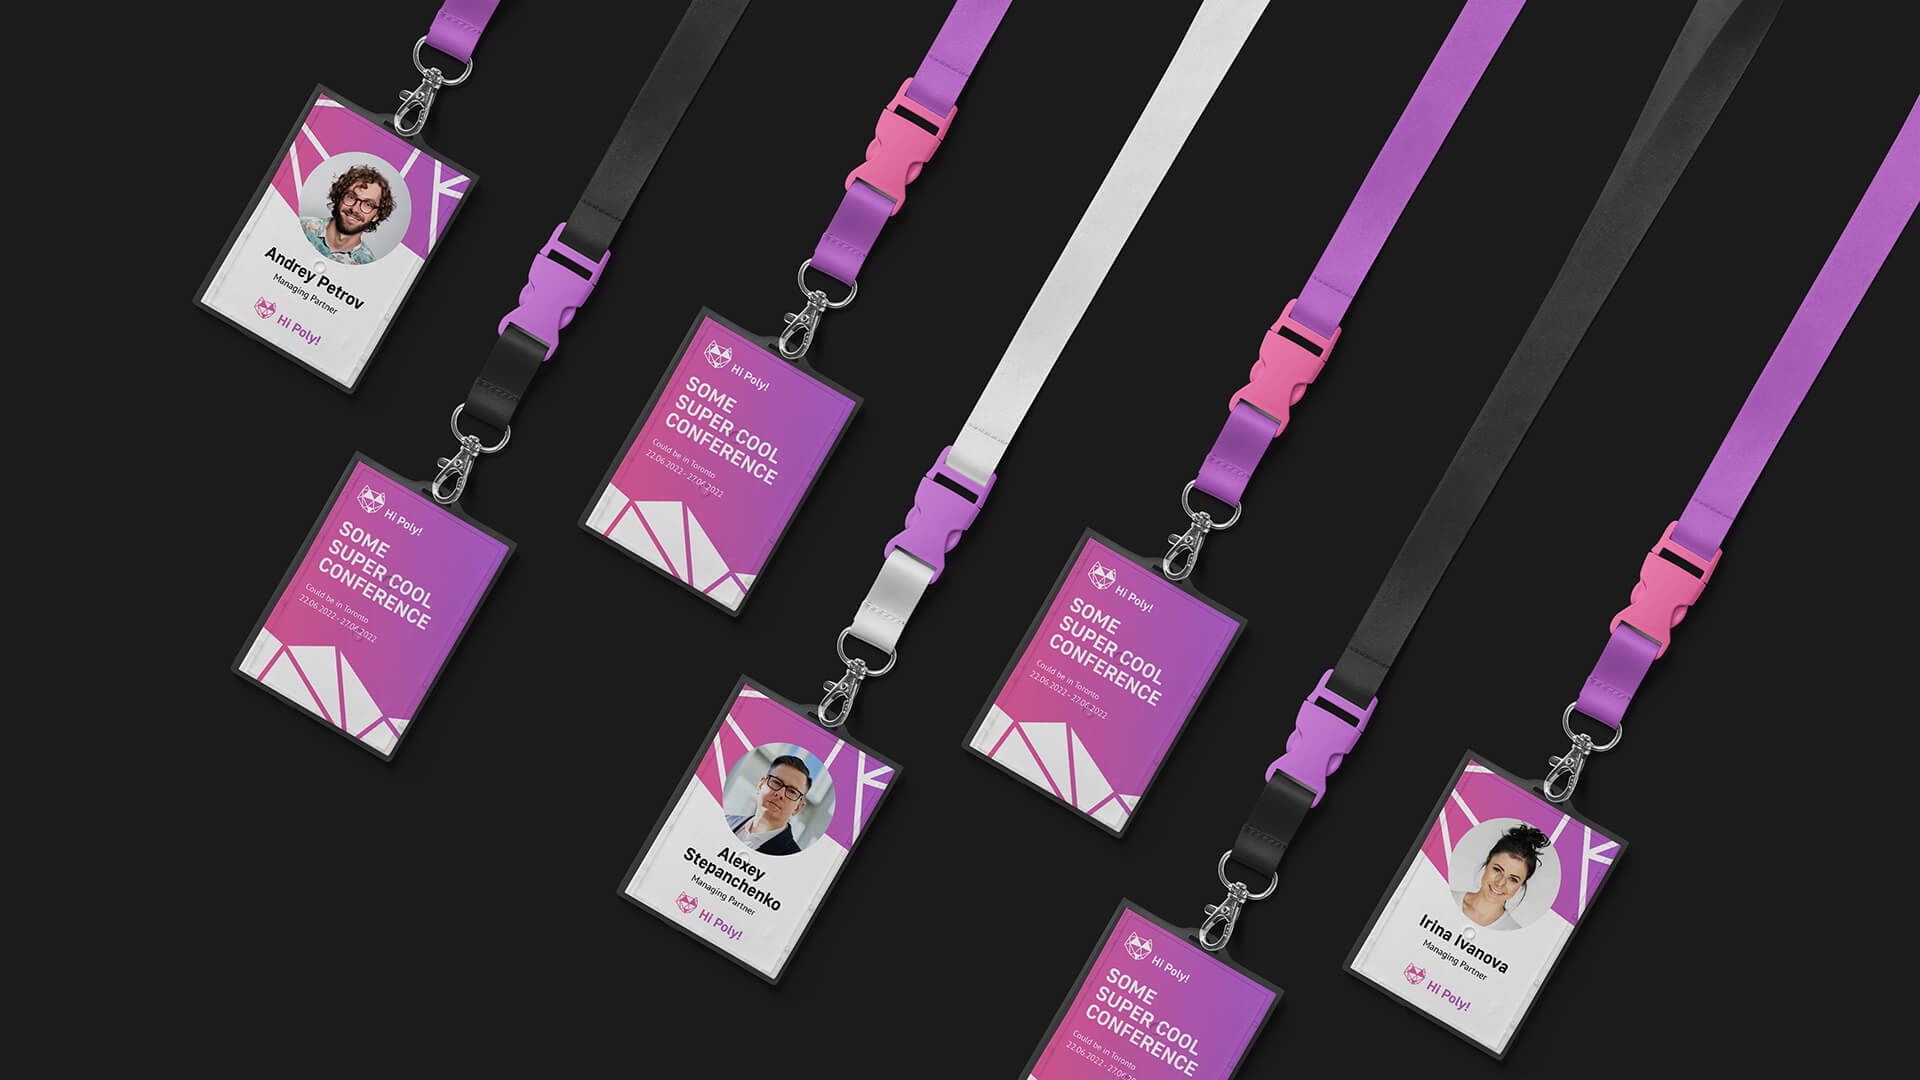 Andrey Petrov
Managing Partner
Hi Poly!
Hi Poly!
SOME
SUPER COOL
CONFERENCE
Could be in Toronto
22.06.2022 - 27.06.2022
Hi Poly!
SOME
SUPER COOL
CONFERENCE
Could be in Toronto
22.06.2022 - 27.06.2022
Alexey
Stepanchenko
Managing Partner
Hi Poly!
Hi Poly!
SOME
SUPER COOL
CONFERENCE
Could be in Toronto
22.06.2022 - 27.06.2022
Hi Poly!
SOME
SUPER COOL
CONFERENCE
Could be in Toronto
22.06.2022 - 27.06.2022
Irina Ivanova
Managing Partner
Hi Poly!